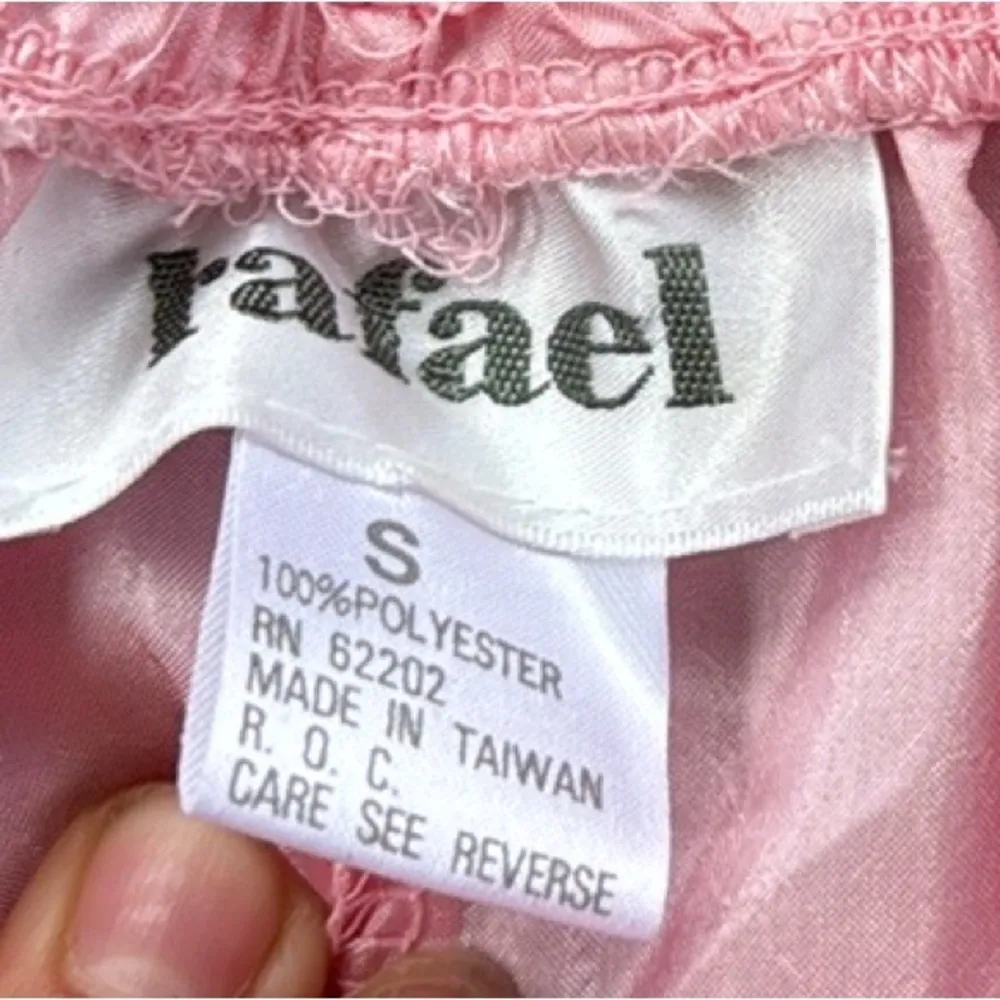 rafael
S
100%POLYESTER
RN 62202
MADE IN TAIWAN
R. O. C.
CARE SEE REVERSE